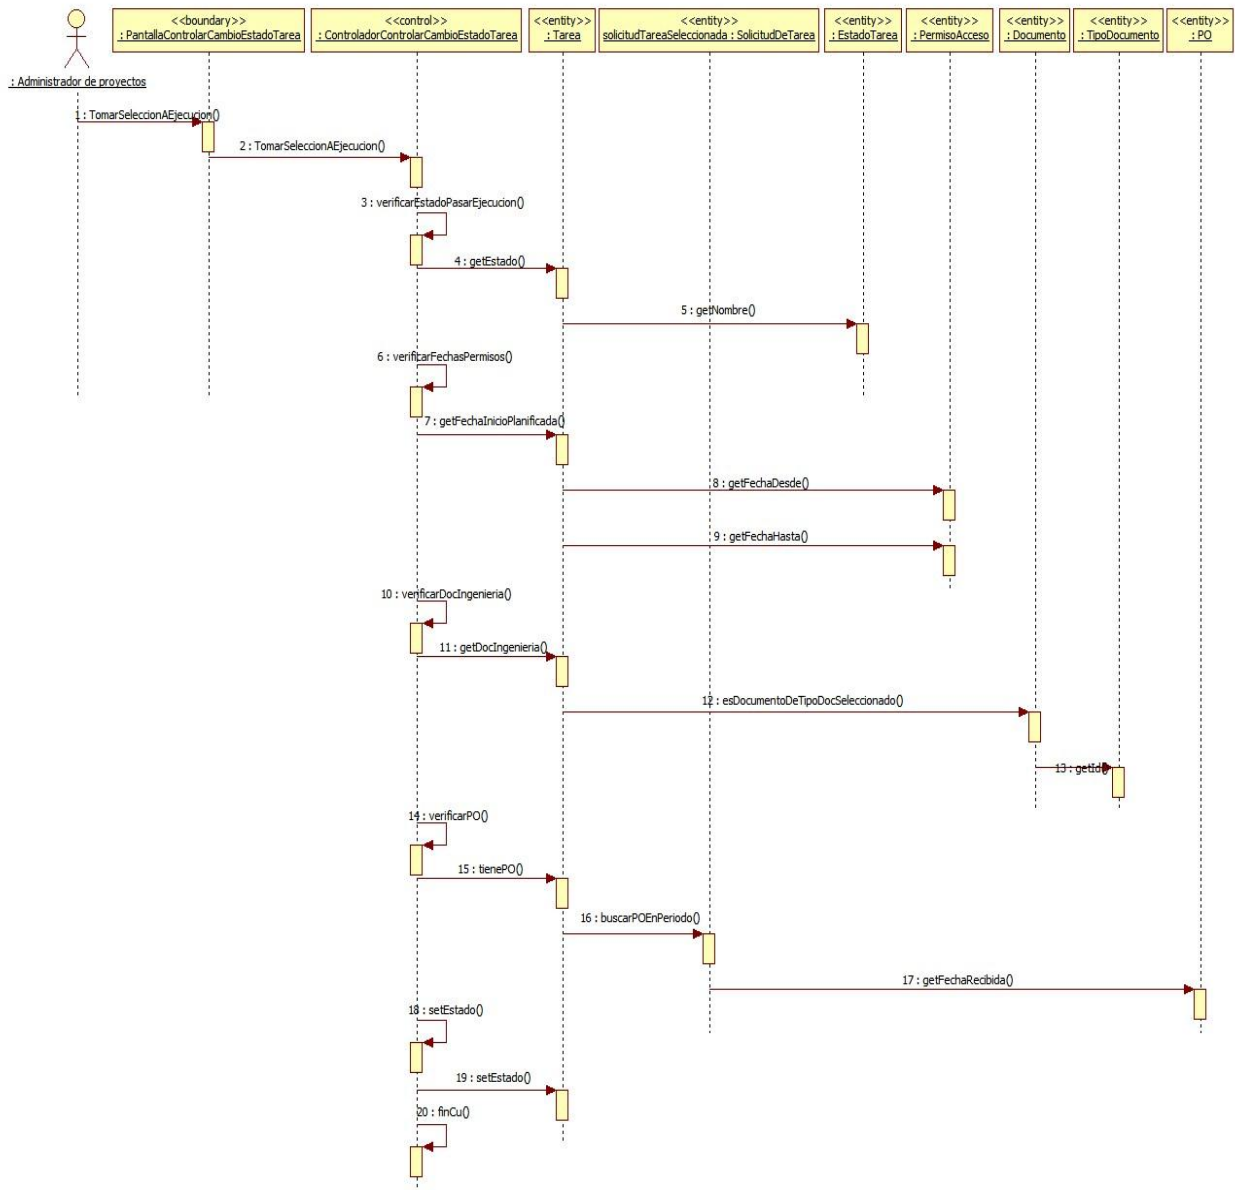 <<boundary>>
: PantallaControlarCambioEstadoTarea
<<control>>
: ControladorControlarCambioEstadoTarea
<<entity>>
: Tarea
<<entity>>
solicitudTareaSeleccionada : SolicitudDeTarea
<<entity>>
: EstadoTarea
<<entity>>
: PermisoAcceso
<<entity>>
: Documento
<<entity>>
: TipoDocumento
<<entity>>
: PO
: Administrador de proyectos
1 : TomarSeleccionAEjecucion()
2 : TomarSeleccionAEjecucion()
3 : verificarEstadoPasarEjecucion()
4 : getEstado()
5 : getNombre()
6 : verificarFechasPermisos()
7 : getFechaInicioPlanificada()
8 : getFechaDesde()
9 : getFechaHasta()
10 : verificarDocIngenieria()
11 : getDocIngenieria()
12 : esDocumentoDeTipoDocSeleccionado()
13 : getId()
14 : verificarPO()
15 : tienePO()
16 : buscarPOEnPeriodo()
17 : getFechaRecibida()
18 : setEstado()
19 : setEstado()
20 : finCu()